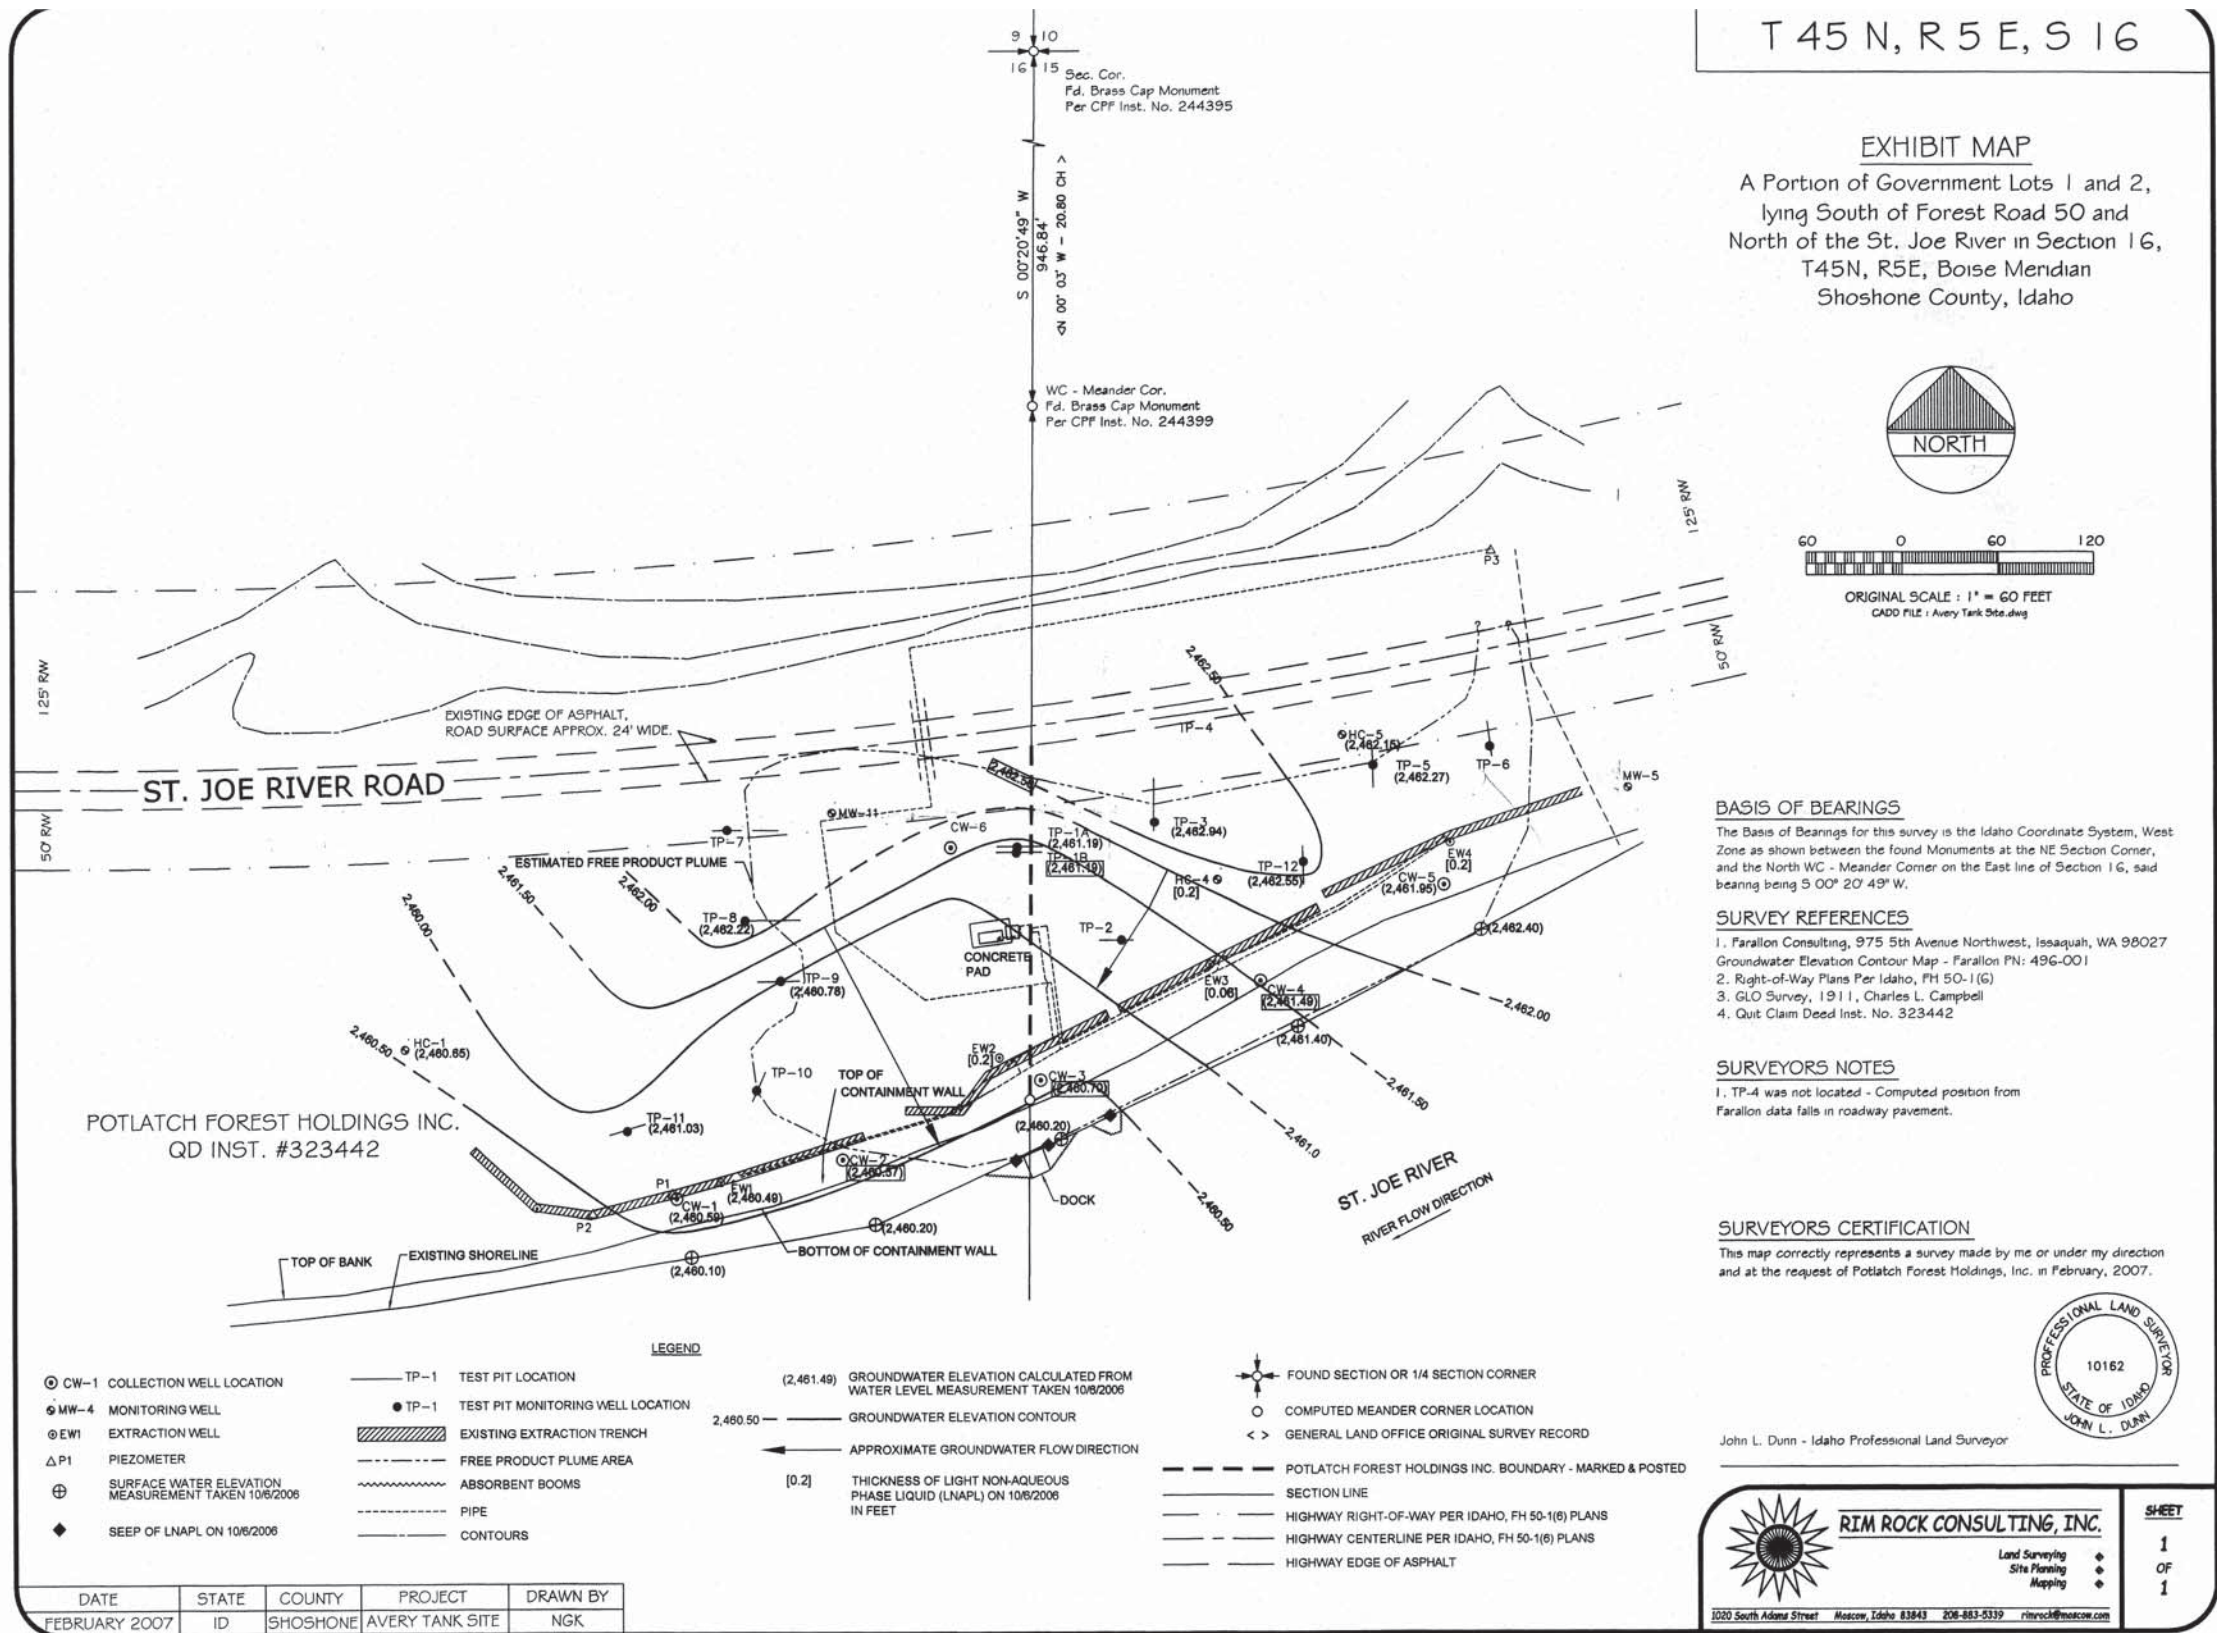 T 45 N, R 5 E, S 16
9 10
16 15
Sec. Cor.
Fd. Brass Cap Monument
Per CPF Inst. No. 244395
S 00°20'49" W
946.84'
<N 00° 03' W - 20.80 CH >
WC - Meander Cor.
Fd. Brass Cap Monument
Per CPF Inst. No. 244399
EXHIBIT MAP
A Portion of Government Lots 1 and 2,
lying South of Forest Road 50 and
North of the St. Joe River in Section 16,
T45N, R5E, Boise Meridian
Shoshone County, Idaho
NORTH
60 0 60 120
ORIGINAL SCALE : 1" = 60 FEET
CADD FILE : Avery Tank Site.dwg
125' R/W
50' R/W
125' R/W
50' R/W
P3
? ?
2,462.50
EXISTING EDGE OF ASPHALT,
ROAD SURFACE APPROX. 24' WIDE.
ST. JOE RIVER ROAD
TP-4
HC-5
(2,462.15)
TP-5
(2,462.27)
TP-6
MW-5
2,462.50
MW-11
CW-6
TP-1A
(2,461.19)
TP-1B
(2,461.19)
TP-3
(2,462.94)
TP-7
ESTIMATED FREE PRODUCT PLUME
TP-12
(2,462.55)
HC-4
[0.2]
EW4
[0.2]
CW-5
(2,461.95)
2,461.50
2,462.00
2,460.00
TP-8
(2,462.22)
TP-2
(2,462.40)
CONCRETE
PAD
TP-9
(2,460.78)
EW3
[0.06]
CW-4
(2,461.49)
2,462.00
(2,461.40)
2,460.50
HC-1
(2,460.65)
EW2
[0.2]
TP-10
TOP OF
CONTAINMENT WALL
CW-3
(2,460.70)
2,461.50
POTLATCH FOREST HOLDINGS INC.
QD INST. #323442
TP-11
(2,461.03)
(2,460.20)
2,461.0
CW-2
(2,460.57)
P1
EW1
(2,460.49)
CW-1
(2,460.59)
P2
DOCK
2,460.50
ST. JOE RIVER
RIVER FLOW DIRECTION
(2,460.20)
TOP OF BANK
EXISTING SHORELINE
BOTTOM OF CONTAINMENT WALL
(2,460.10)
BASIS OF BEARINGS
The Basis of Bearings for this survey is the Idaho Coordinate System, West
Zone as shown between the found Monuments at the NE Section Corner,
and the North WC - Meander Corner on the East line of Section 16, said
bearing being S 00° 20' 49" W.
SURVEY REFERENCES
1. Farallon Consulting, 975 5th Avenue Northwest, Issaquah, WA 98027
Groundwater Elevation Contour Map - Farallon PN: 496-001
2. Right-of-Way Plans Per Idaho, FH 50-1(6)
3. GLO Survey, 1911, Charles L. Campbell
4. Quit Claim Deed Inst. No. 323442
SURVEYORS NOTES
1. TP-4 was not located - Computed position from
Farallon data falls in roadway pavement.
SURVEYORS CERTIFICATION
This map correctly represents a survey made by me or under my direction
and at the request of Potlatch Forest Holdings, Inc. in February, 2007.
PROFFESSIONAL LAND SURVEYOR
10162
STATE OF IDAHO
JOHN L. DUNN
John L. Dunn - Idaho Professional Land Surveyor
LEGEND
CW-1 COLLECTION WELL LOCATION
MW-4 MONITORING WELL
EW1 EXTRACTION WELL
P1 PIEZOMETER
SURFACE WATER ELEVATION
MEASUREMENT TAKEN 10/6/2006
SEEP OF LNAPL ON 10/6/2006
TP-1 TEST PIT LOCATION
TP-1 TEST PIT MONITORING WELL LOCATION
EXISTING EXTRACTION TRENCH
FREE PRODUCT PLUME AREA
ABSORBENT BOOMS
PIPE
CONTOURS
(2,461.49) GROUNDWATER ELEVATION CALCULATED FROM
WATER LEVEL MEASUREMENT TAKEN 10/6/2006
2,460.50 GROUNDWATER ELEVATION CONTOUR
APPROXIMATE GROUNDWATER FLOW DIRECTION
[0.2] THICKNESS OF LIGHT NON-AQUEOUS
PHASE LIQUID (LNAPL) ON 10/6/2006
IN FEET
FOUND SECTION OR 1/4 SECTION CORNER
COMPUTED MEANDER CORNER LOCATION
< > GENERAL LAND OFFICE ORIGINAL SURVEY RECORD
POTLATCH FOREST HOLDINGS INC. BOUNDARY - MARKED & POSTED
SECTION LINE
HIGHWAY RIGHT-OF-WAY PER IDAHO, FH 50-1(6) PLANS
HIGHWAY CENTERLINE PER IDAHO, FH 50-1(6) PLANS
HIGHWAY EDGE OF ASPHALT
DATE STATE COUNTY PROJECT DRAWN BY
FEBRUARY 2007 ID SHOSHONE AVERY TANK SITE NGK
RIM ROCK CONSULTING, INC.
Land Surveying
Site Planning
Mapping
1020 South Adams Street Moscow, Idaho 83843 208-883-5339 rimrock@moscow.com
SHEET
1
OF
1